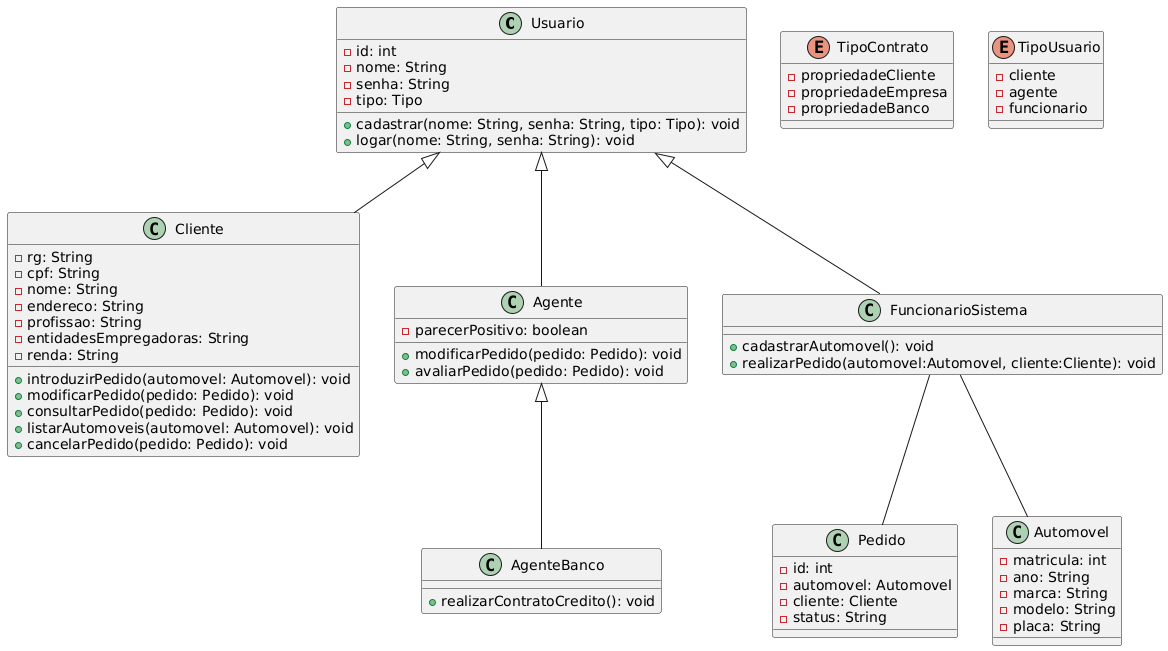 Usuario
id: int
nome: String
senha: String
tipo: Tipo
cadastrar(nome: String, senha: String, tipo: Tipo): void
logar(nome: String, senha: String): void
TipoContrato
propriedadeCliente
propriedadeEmpresa
propriedadeBanco
TipoUsuario
cliente
agente
funcionario
Cliente
rg: String
cpf: String
nome: String
endereco: String
profissao: String
entidadesEmpregadoras: String
renda: String
introduzirPedido(automovel: Automovel): void
modificarPedido(pedido: Pedido): void
consultarPedido(pedido: Pedido): void
listarAutomoveis(automovel: Automovel): void
cancelarPedido(pedido: Pedido): void
Agente
parecerPositivo: boolean
modificarPedido(pedido: Pedido): void
avaliarPedido(pedido: Pedido): void
FuncionarioSistema
cadastrarAutomovel(): void
realizarPedido(automovel:Automovel, cliente:Cliente): void
AgenteBanco
realizarContratoCredito(): void
Pedido
id: int
automovel: Automovel
cliente: Cliente
status: String
Automovel
matricula: int
ano: String
marca: String
modelo: String
placa: String